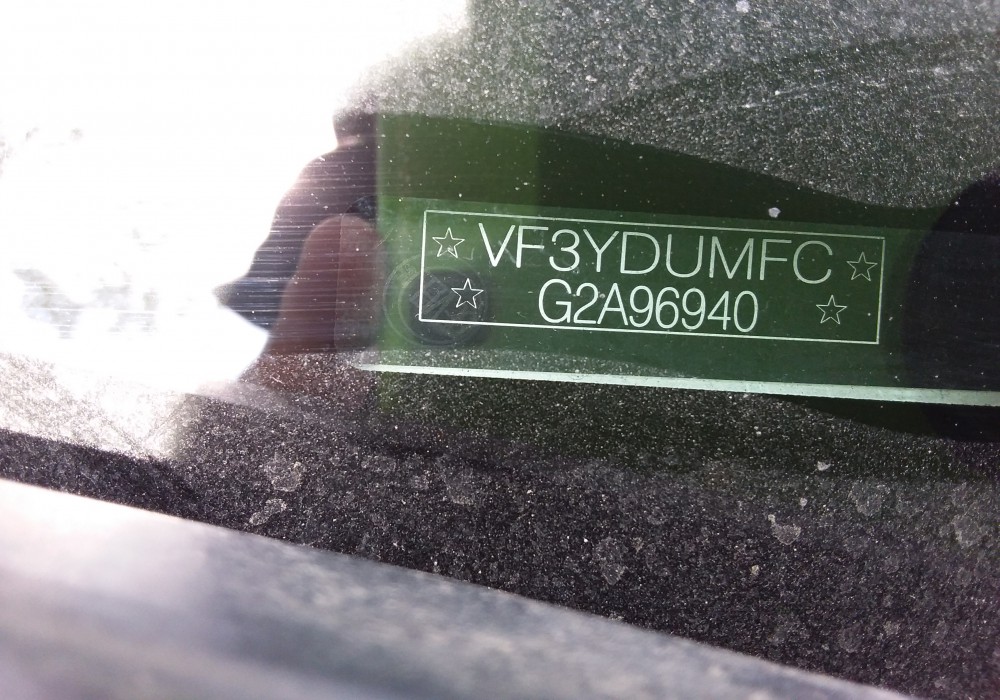 ☆ VF3YDUMFC ☆
☆ G2A96940 ☆